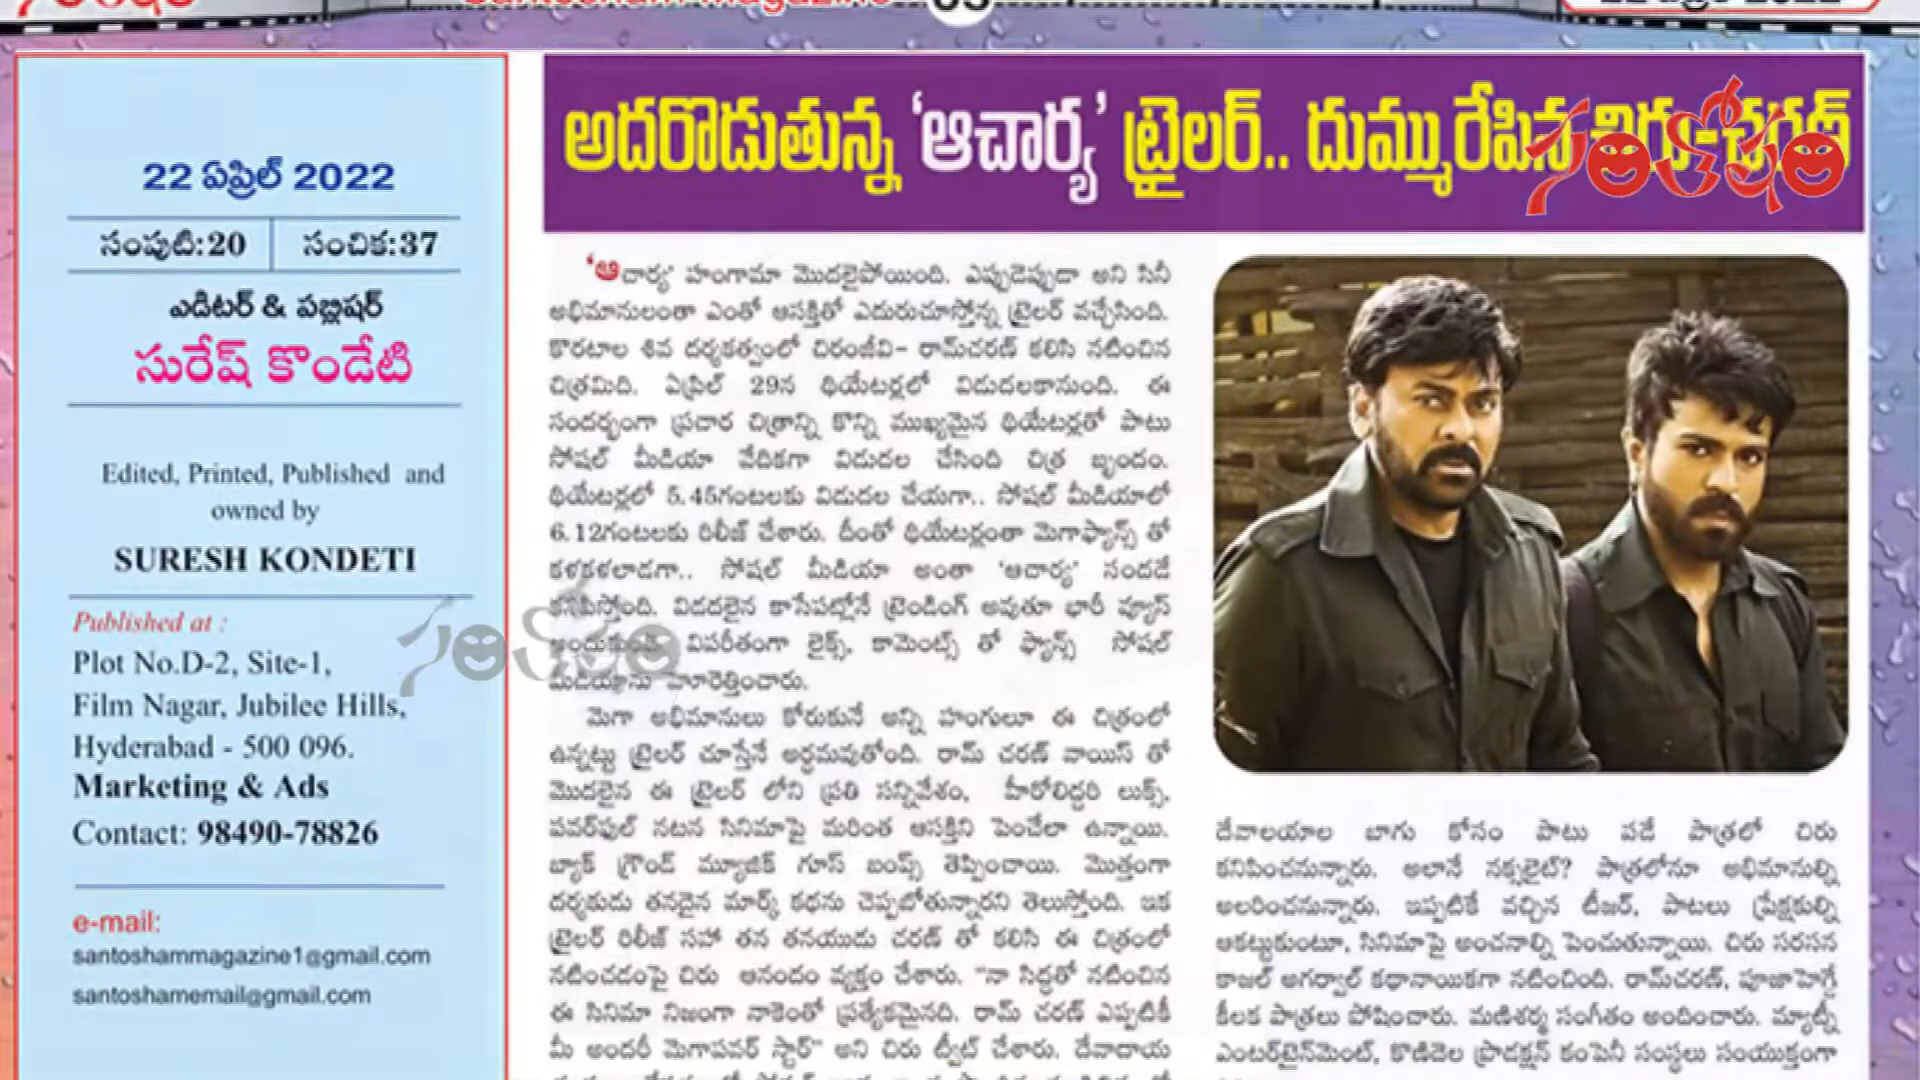 22 ఏప్రిల్ 2022
సంపుటి:20 సంచిక:37
ఎడిటర్ & పబ్లిషర్
సురేష్ కొండేటి
Edited, Printed, Published and
owned by
SURESH KONDETI
Published at :
Plot No.D-2, Site-1,
Film Nagar, Jubilee Hills,
Hyderabad - 500 096.
Marketing & Ads
Contact: 98490-78826
e-mail:
santoshammagazine1@gmail.com
santoshamemail@gmail.com
అదరొడుతున్న 'ఆచార్య' ట్రైలర్.. దుమ్మురేపిన చిరు-చరణ్
సంతోషం
'ఆచార్య' హంగామా మొదలైపోయింది. ఎప్పుడెప్పుడా అని సినీ
అభిమానులంతా ఎంతో ఆసక్తితో ఎదురుచూస్తోన్న ట్రైలర్ వచ్చేసింది.
కొరటాల శివ దర్శకత్వంలో చిరంజీవి- రామ్‌చరణ్ కలిసి నటించిన
చిత్రమిది. ఏప్రిల్ 29న థియేటర్లలో విడుదలకానుంది. ఈ
సందర్భంగా ప్రచార చిత్రాన్ని కొన్ని ముఖ్యమైన థియేటర్లతో పాటు
సోషల్ మీడియా వేదికగా విడుదల చేసింది చిత్ర బృందం.
థియేటర్లలో 5.45గంటలకు విడుదల చేయగా.. సోషల్ మీడియాలో
6.12గంటలకు రిలీజ్ చేశారు. దీంతో థియేటర్లంతా మెగాఫ్యాన్స్ తో
కళకళలాడగా.. సోషల్ మీడియా అంతా 'ఆచార్య' సందడే
కనిపిస్తోంది. విడదలైన కాసేపట్లోనే ట్రెండింగ్ అవుతూ భారీ వ్యూస్
అందుకుంది విపరీతంగా లైక్స్, కామెంట్స్ తో ఫ్యాన్స్ సోషల్
మీడియాను హెూరెత్తించారు.
మెగా అభిమానులు కోరుకునే అన్ని హంగులూ ఈ చిత్రంలో
ఉన్నట్టు ట్రైలర్ చూస్తేనే అర్థమవుతోంది. రామ్ చరణ్ వాయిస్ తో
మొదలైన ఈ ట్రైలర్ లోని ప్రతి సన్నివేశం, హీరోలిద్దరి లుక్స్,
పవర్‌ఫుల్ నటన సినిమాపై మరింత ఆసక్తిని పెంచేలా ఉన్నాయి.
బ్యాక్ గ్రౌండ్ మ్యూజిక్ గూస్ బంప్స్ తెప్పించాయి. మొత్తంగా
దర్శకుడు తనదైన మార్క్ కథను చెప్పబోతున్నారని తెలుస్తోంది. ఇక
ట్రైలర్ రిలీజ్ సహా తన తనయుడు చరణ్ తో కలిసి ఈ చిత్రంలో
నటించడంపై చిరు ఆనందం వ్యక్తం చేశారు. "నా సిద్ధతో నటించిన
ఈ సినిమా నిజంగా నాకెంతో ప్రత్యేకమైనది. రామ్ చరణ్ ఎప్పటికీ
మీ అందరీ మెగాపవర్ స్టార్" అని చిరు ట్వీట్ చేశారు. దేవాదాయ
దేవాలయాల బాగు కోసం పాటు పడే పాత్రలో చిరు
కనిపించనున్నారు. అలానే నక్సలైట్? పాత్రలోనూ అభిమానుల్ని
అలరించనున్నారు. ఇప్పటికే వచ్చిన టీజర్, పాటలు ప్రేక్షకుల్ని
ఆకట్టుకుంటూ, సినిమాపై అంచనాల్ని పెంచుతున్నాయి. చిరు సరసన
కాజల్ అగర్వాల్ కథానాయికగా నటించింది. రామ్‌చరణ్, పూజాహెగ్డే
కీలక పాత్రలు పోషించారు. మణిశర్మ సంగీతం అందించారు. మ్యాట్నీ
ఎంటర్‌టైన్‌మెంట్, కొణిదెల ప్రొడక్షన్ కంపెనీ సంస్థలు సంయుక్తంగా